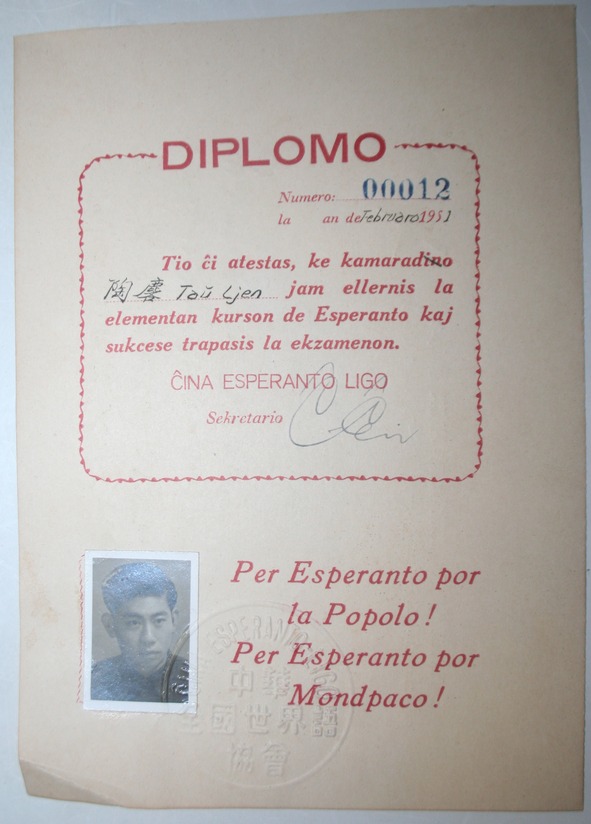 DIPLOMO
Numero: 00012
la an de Februaro 1951
Tio ĉi atestas, ke kamaradino
陶 Taŭ Ljen jam ellernis la
elementan kurson de Esperanto kaj
sukcese trapasis la ekzamenon.
ĈINA ESPERANTO LIGO
Sekretario
Per Esperanto por
la Popolo!
Per Esperanto por
Mondpaco!
ESPERANTO
中華
全國世界語
協會